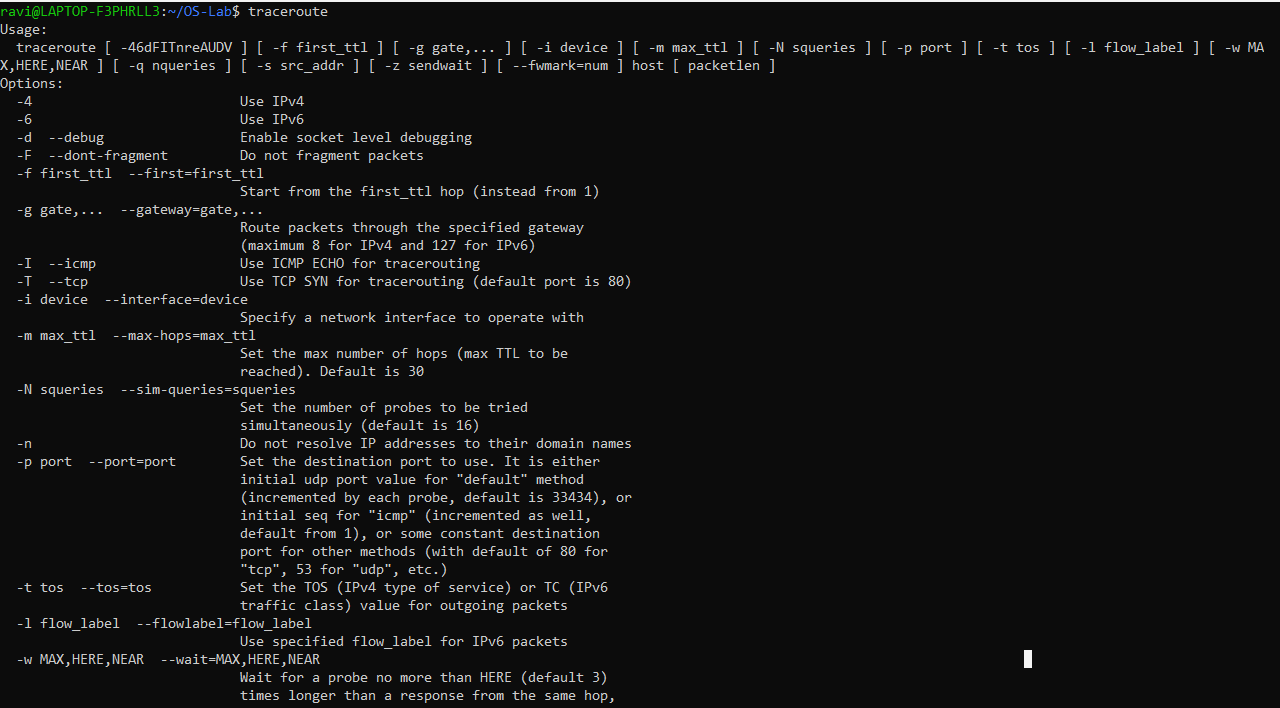 ravi@LAPTOP-F3PHRLL3:~/OS-Lab$ traceroute
Usage:
  traceroute [ -46dFITnreAUDV ] [ -f first_ttl ] [ -g gate,... ] [ -i device ] [ -m max_ttl ] [ -N squeries ] [ -p port ] [ -t tos ] [ -l flow_label ] [ -w MA
X,HERE,NEAR ] [ -q nqueries ] [ -s src_addr ] [ -z sendwait ] [ --fwmark=num ] host [ packetlen ]
Options:
  -4                          Use IPv4
  -6                          Use IPv6
  -d  --debug                 Enable socket level debugging
  -F  --dont-fragment         Do not fragment packets
  -f first_ttl  --first=first_ttl
                              Start from the first_ttl hop (instead from 1)
  -g gate,...  --gateway=gate,...
                              Route packets through the specified gateway
                              (maximum 8 for IPv4 and 127 for IPv6)
  -I  --icmp                  Use ICMP ECHO for tracerouting
  -T  --tcp                   Use TCP SYN for tracerouting (default port is 80)
  -i device  --interface=device
                              Specify a network interface to operate with
  -m max_ttl  --max-hops=max_ttl
                              Set the max number of hops (max TTL to be
                              reached). Default is 30
  -N squeries  --sim-queries=squeries
                              Set the number of probes to be tried
                              simultaneously (default is 16)
  -n                          Do not resolve IP addresses to their domain names
  -p port  --port=port        Set the destination port to use. It is either
                              initial udp port value for "default" method
                              (incremented by each probe, default is 33434), or
                              initial seq for "icmp" (incremented as well,
                              default from 1), or some constant destination
                              port for other methods (with default of 80 for
                              "tcp", 53 for "udp", etc.)
  -t tos  --tos=tos           Set the TOS (IPv4 type of service) or TC (IPv6
                              traffic class) value for outgoing packets
  -l flow_label  --flowlabel=flow_label
                              Use specified flow_label for IPv6 packets
  -w MAX,HERE,NEAR  --wait=MAX,HERE,NEAR
                              Wait for a probe no more than HERE (default 3)
                              times longer than a response from the same hop,